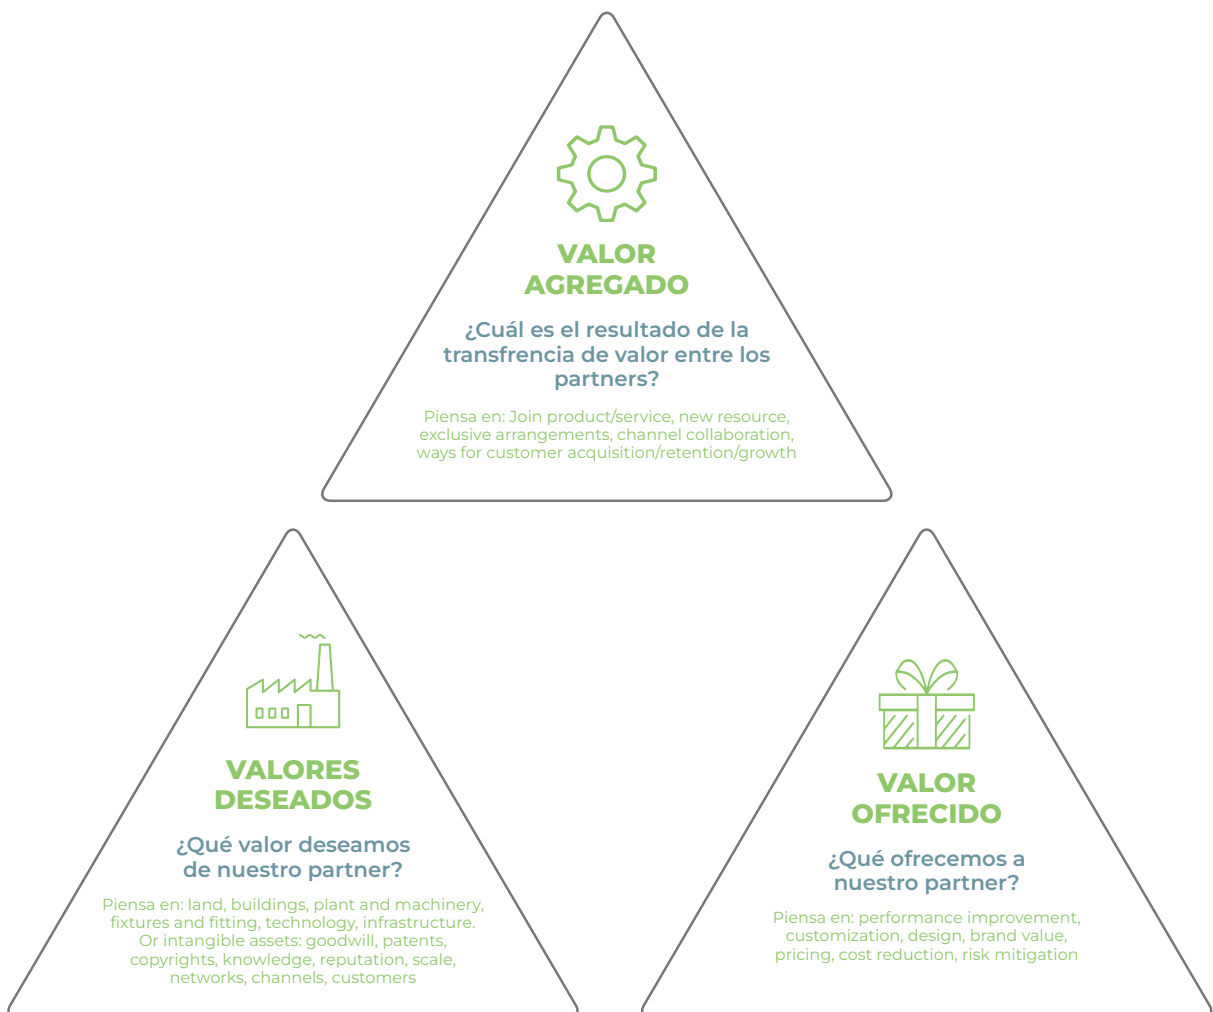 VALOR
AGREGADO
¿Cuál es el resultado de la
transfrencia de valor entre los
partners?
Piensa en: Join product/service, new resource,
exclusive arrangements, channel collaboration,
ways for customer acquisition/retention/growth
VALORES
DESEADOS
¿Qué valor deseamos
de nuestro partner?
Piensa en: land, buildings, plant and machinery,
fixtures and fitting, technology, infrastructure.
Or intangible assets: goodwill, patents,
copyrights, knowledge, reputation, scale,
networks, channels, customers
VALOR
OFRECIDO
¿Qué ofrecemos a
nuestro partner?
Piensa en: performance improvement,
customization, design, brand value,
pricing, cost reduction, risk mitigation